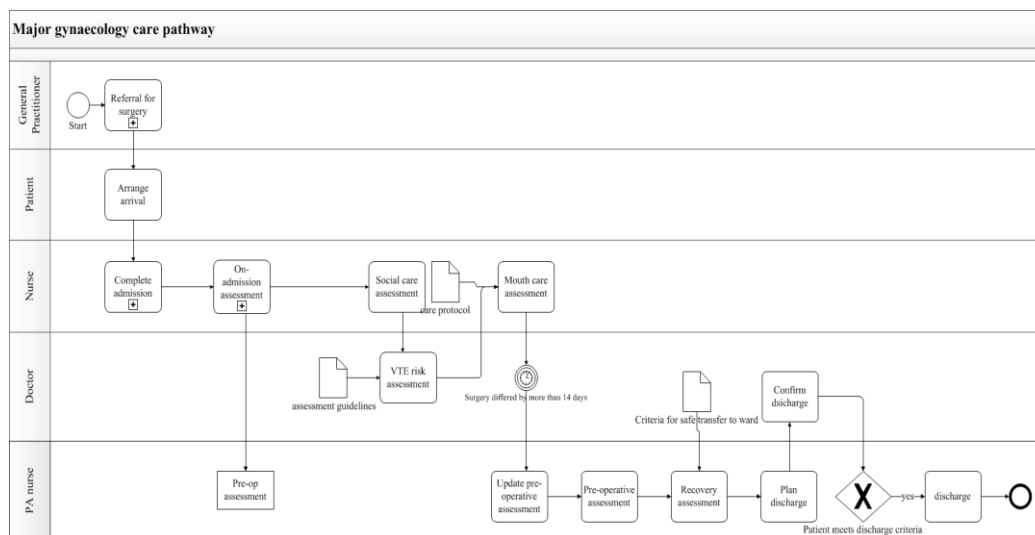 Major gynaecology care pathway
General
Practitioner
Start
Referral for
surgery
Patient
Arrange
arrival
Nurse
Complete
admission
On-
admission
assessment
Social care
assessment
care protocol
Mouth care
assessment
Doctor
assessment guidelines
VTE risk
assessment
Surgery differed by more than 14 days
Criteria for safe transfer to ward
Confirm
dsicharge
PA nurse
Pre-op
assessment
Update pre-
operative
assessment
Pre-operative
assessment
Recovery
assessment
Plan
discharge
X
Patient meets discharge criteria
yes
discharge